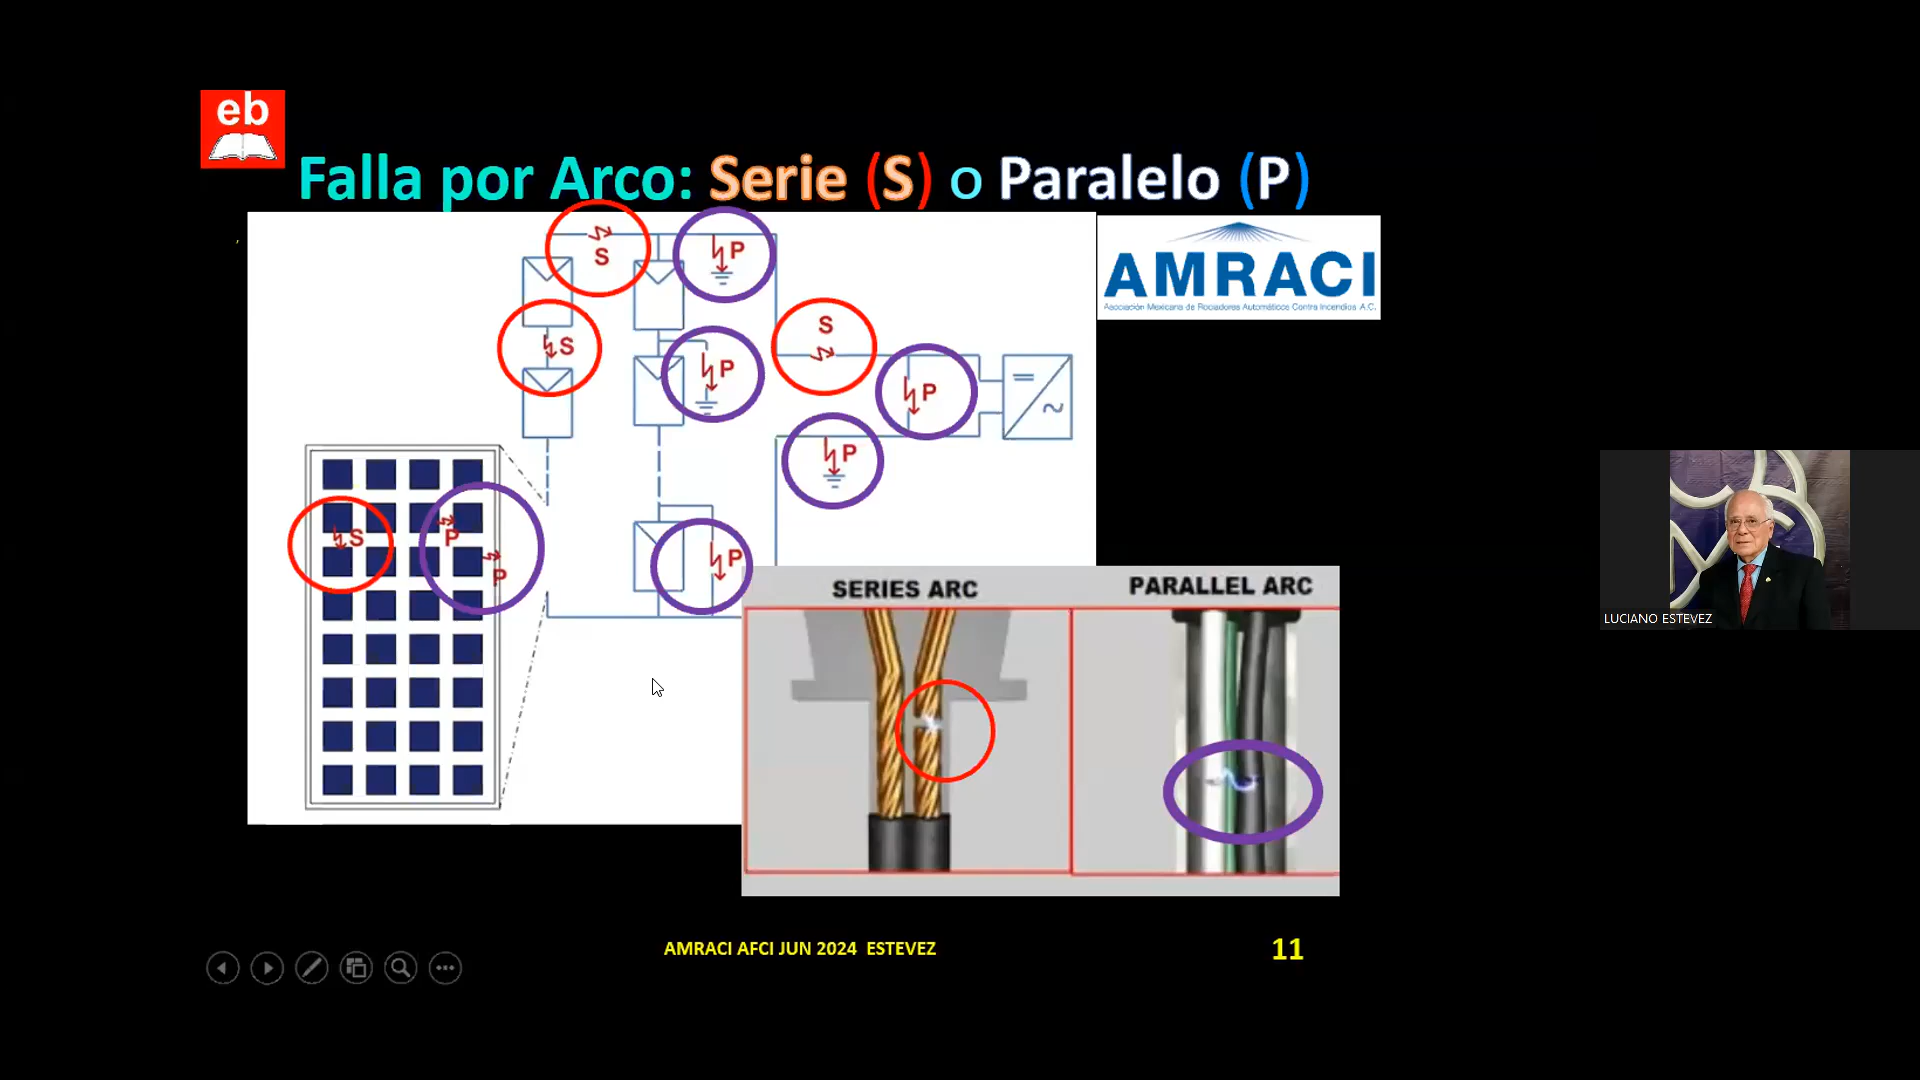 eb
Falla por Arco: Serie (S) o Paralelo (P)
AMRACI
Asociación Mexicana de Rociadores Automáticos Contra Incendios A.C.
S
P
S
P
S
P
P
P
S
P
P
SERIES ARC
PARALLEL ARC
LUCIANO ESTEVEZ
AMRACI AFCI JUN 2024 ESTEVEZ
11